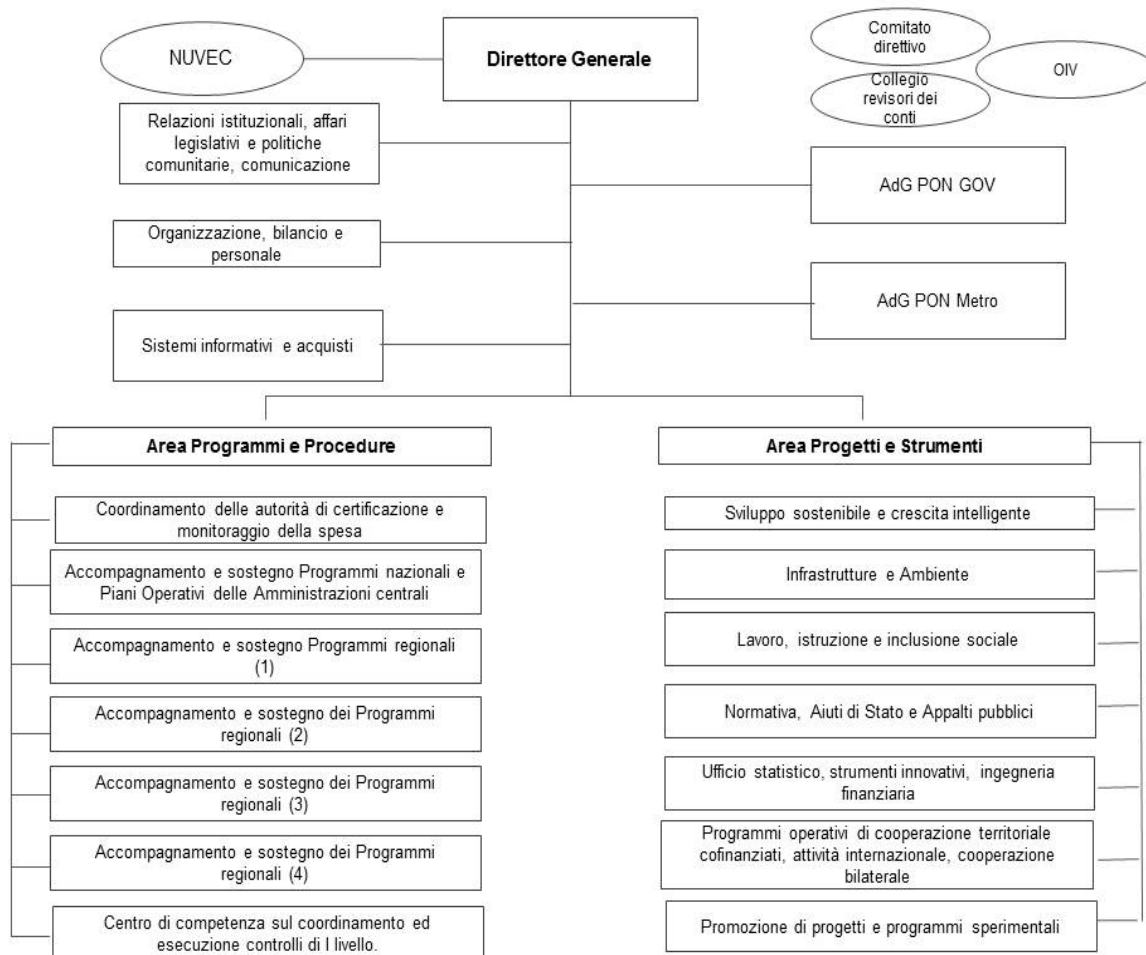 NUVEC
Direttore Generale
Comitato
direttivo
OIV
Collegio
revisori dei
conti
Relazioni istituzionali, affari
legislativi e politiche
comunitarie, comunicazione
AdG PON GOV
Organizzazione, bilancio e
personale
AdG PON Metro
Sistemi informativi e acquisti
Area Programmi e Procedure
Coordinamento delle autorità di certificazione e
monitoraggio della spesa
Accompagnamento e sostegno Programmi nazionali e
Piani Operativi delle Amministrazioni centrali
Accompagnamento e sostegno Programmi regionali
(1)
Accompagnamento e sostegno dei Programmi
regionali (2)
Accompagnamento e sostegno dei Programmi
regionali (3)
Accompagnamento e sostegno dei Programmi
regionali (4)
Centro di competenza sul coordinamento ed
esecuzione controlli di I livello.
Area Progetti e Strumenti
Sviluppo sostenibile e crescita intelligente
Infrastrutture e Ambiente
Lavoro, istruzione e inclusione sociale
Normativa, Aiuti di Stato e Appalti pubblici
Ufficio statistico, strumenti innovativi, ingegneria
finanziaria
Programmi operativi di cooperazione territoriale
cofinanziati, attività internazionale, cooperazione
bilaterale
Promozione di progetti e programmi sperimentali